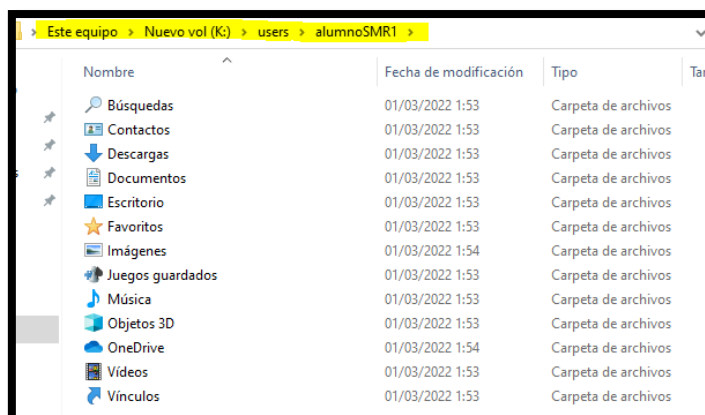 Este equipo > Nuevo vol (K:) > users > alumnoSMR1 >
Nombre Fecha de modificación Tipo
Búsquedas 01/03/2022 1:53 Carpeta de archivos
Contactos 01/03/2022 1:53 Carpeta de archivos
Descargas 01/03/2022 1:53 Carpeta de archivos
Documentos 01/03/2022 1:53 Carpeta de archivos
Escritorio 01/03/2022 1:53 Carpeta de archivos
Favoritos 01/03/2022 1:53 Carpeta de archivos
Imágenes 01/03/2022 1:54 Carpeta de archivos
Juegos guardados 01/03/2022 1:53 Carpeta de archivos
Música 01/03/2022 1:53 Carpeta de archivos
Objetos 3D 01/03/2022 1:53 Carpeta de archivos
OneDrive 01/03/2022 1:54 Carpeta de archivos
Vídeos 01/03/2022 1:53 Carpeta de archivos
Vínculos 01/03/2022 1:53 Carpeta de archivos